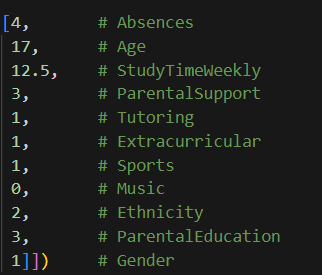 [4,        # Absences
17,       # Age
12.5,     # StudyTimeWeekly
3,        # ParentalSupport
1,        # Tutoring
1,        # Extracurricular
1,        # Sports
0,        # Music
2,        # Ethnicity
3,        # ParentalEducation
1]])      # Gender